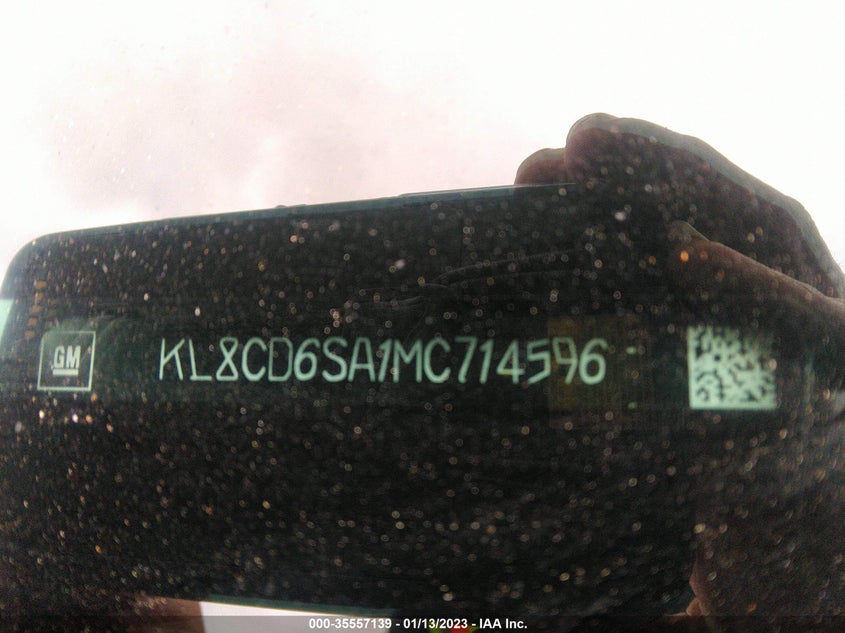 GM
KL8CD6SA1MC714596
000-35557139 - 01/13/2023 - IAA Inc.